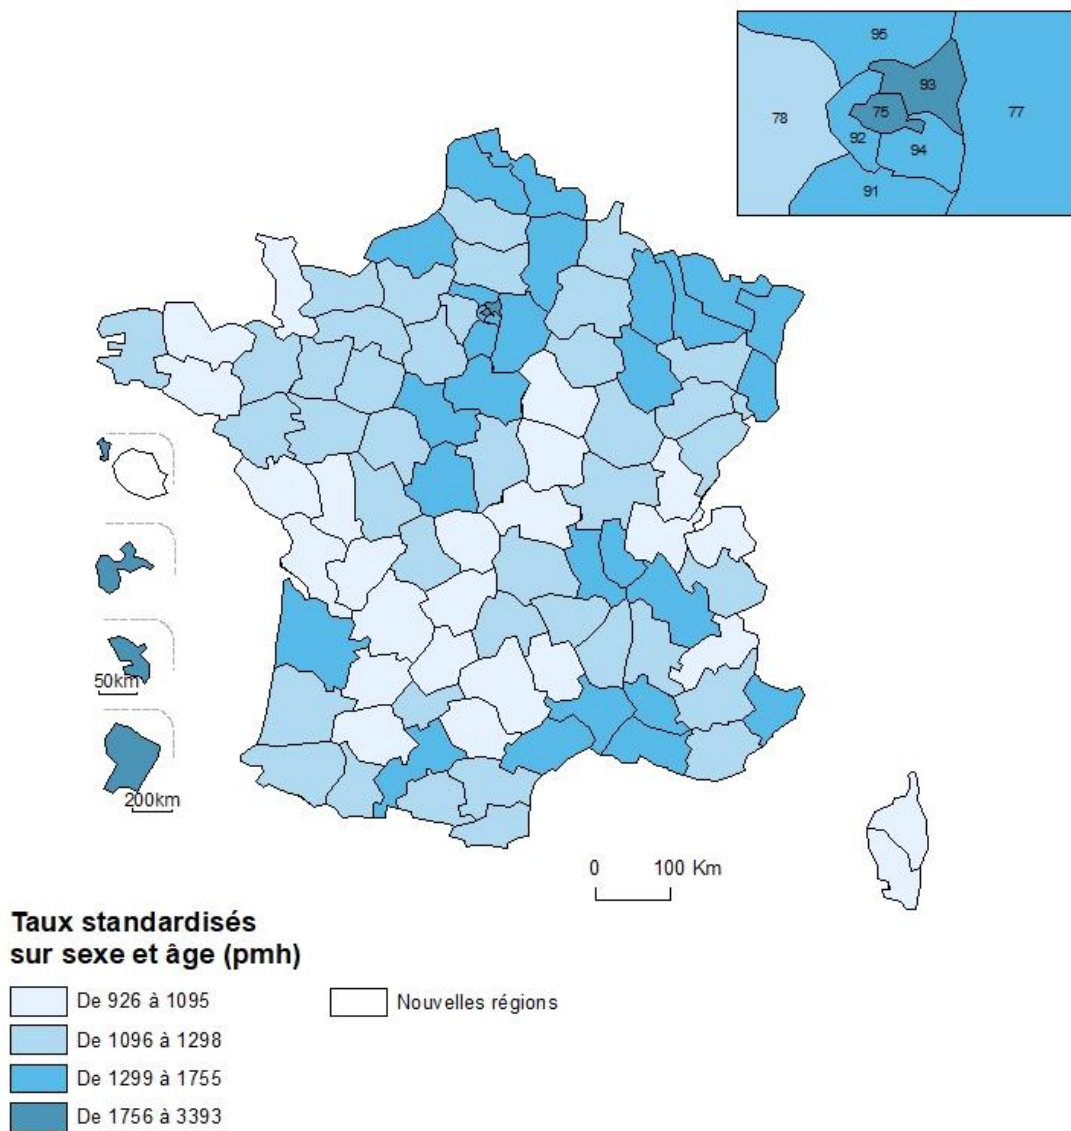 95
93
78
75
77
92
94
91
50km
200km
0 100 Km
Taux standardisés
sur sexe et âge (pmh)
De 926 à 1095
Nouvelles régions
De 1096 à 1298
De 1299 à 1755
De 1756 à 3393